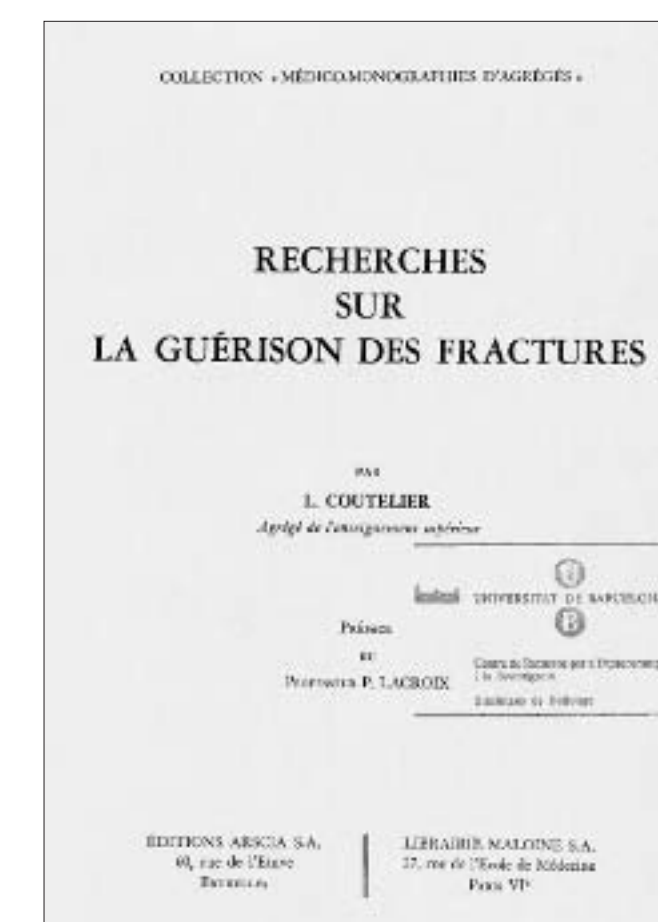 COLLECTION « MÉDICO-MONOGRAPHIES D'AGRÉGÉS »
RECHERCHES
SUR
LA GUÉRISON DES FRACTURES
PAR
L. COUTELIER
Agrégé de l'enseignement supérieur
UNIVERSITAT DE BARCELONA
B
Préface
DU
PROFESSEUR P. LACROIX
ÉDITIONS ARSCIA S.A.
60, rue de l'Étuve
BRUXELLES
LIBRAIRIE MALOINE S.A.
27, rue de l'École de Médecine
PARIS VIe